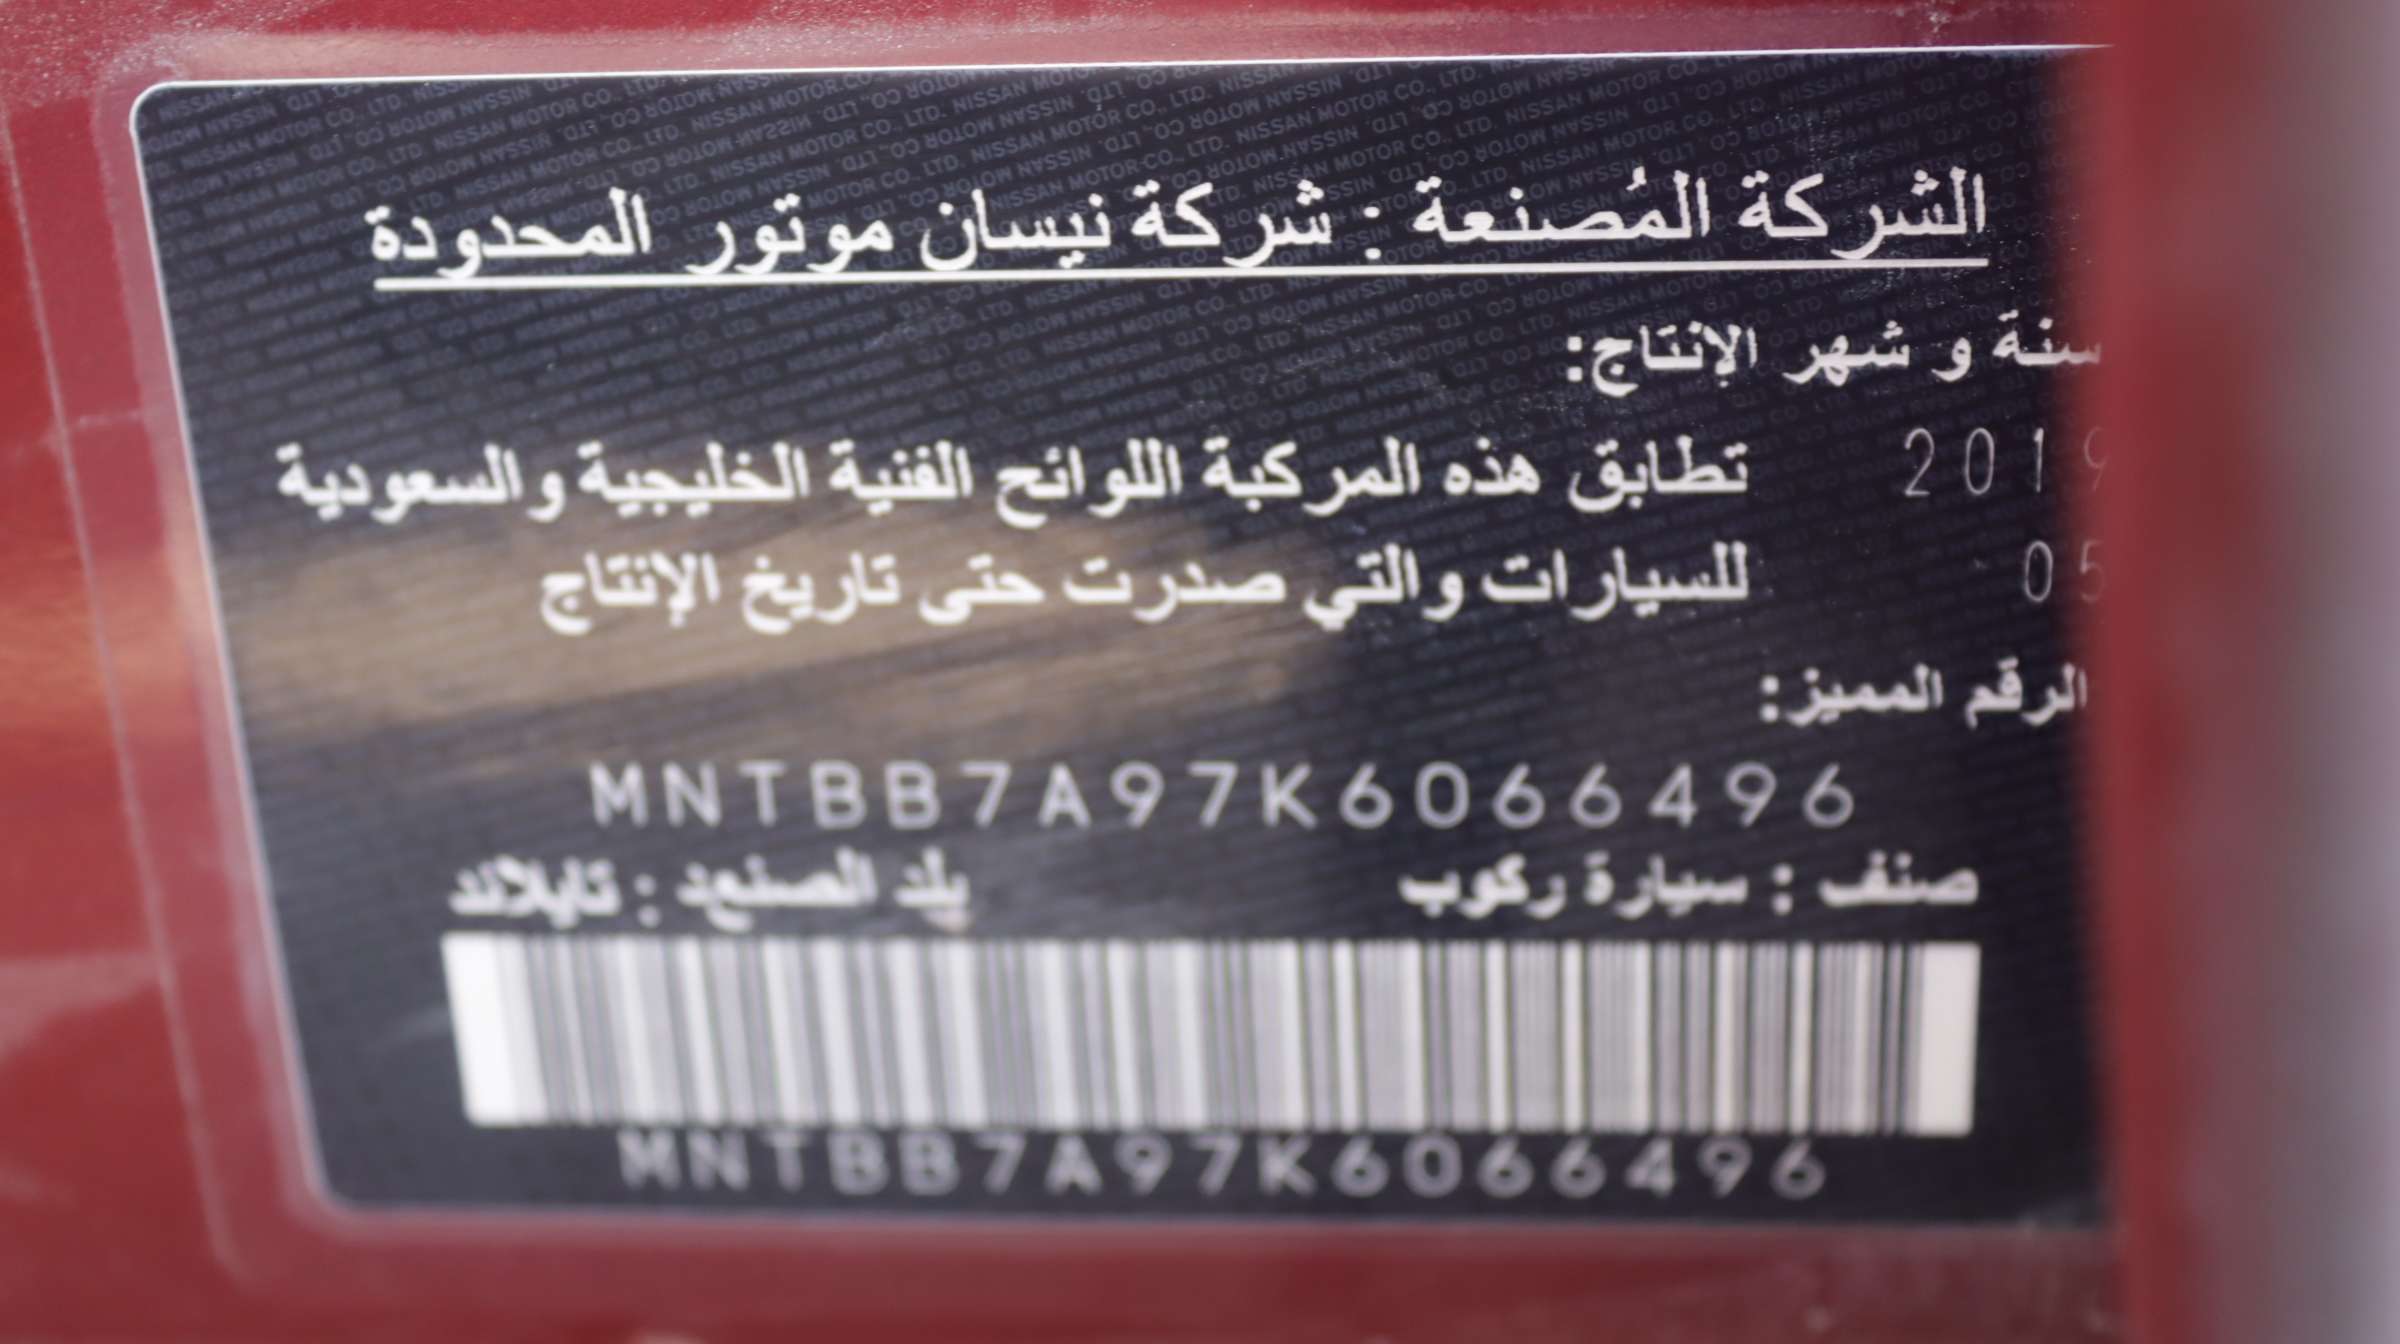 الشركة المُصنعة : شركة نيسان موتور المحدودة
سنة و شهر الإنتاج:
2019 تطابق هذه المركبة اللوائح الفنية الخليجية والسعودية
05 للسيارات والتي صدرت حتى تاريخ الإنتاج
الرقم المميز:
MNTBB7A97K6066496
صنف : سيارة ركوب بلد الصنع : تايلاند
MNTBB7A97K6066496